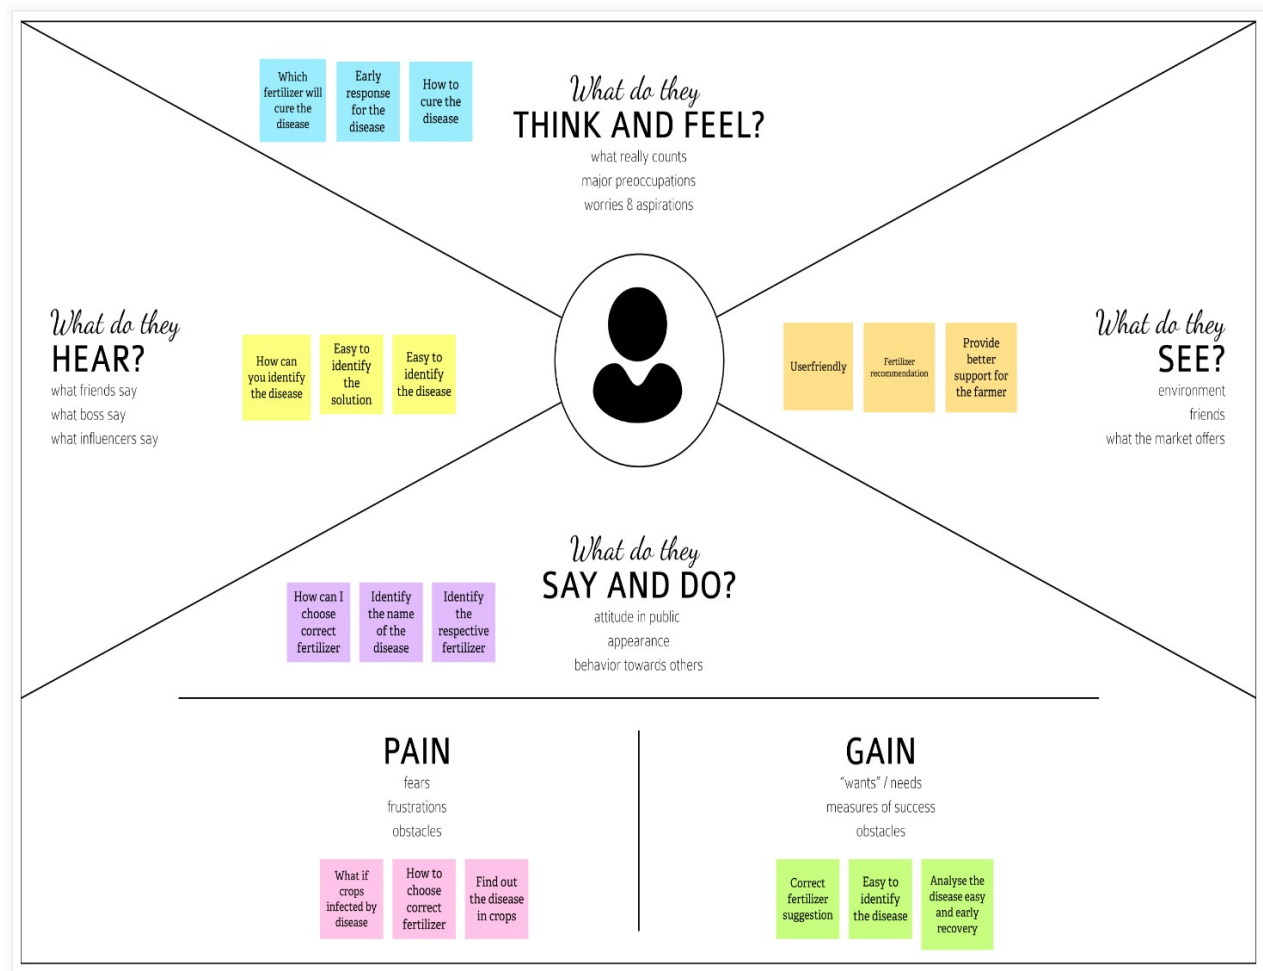 Which
fertilizer will
cure the
disease
Early
response
for the
disease
How to
cure the
disease
What do they
THINK AND FEEL?
what really counts
major preoccupations
worries & aspirations
What do they
HEAR?
what friends say
what boss say
what influencers say
How can
you identify
the disease
Easy to
identify
the
solution
Easy to
identify
the disease
Userfriendly
Fertilizer
recommendation
Provide
better
support for
the farmer
What do they
SEE?
environment
friends
what the market offers
What do they
SAY AND DO?
attitude in public
appearance
behavior towards others
How can I
choose
correct
fertilizer
Identify
the name
of the
disease
Identify
the
respective
fertilizer
PAIN
fears
frustrations
obstacles
What if
crops
infected by
disease
How to
choose
correct
fertilizer
Find out
the disease
in crops
GAIN
"wants" / needs
measures of success
obstacles
Correct
fertilizer
suggestion
Easy to
identify
the disease
Analyse the
disease easy
and early
recovery